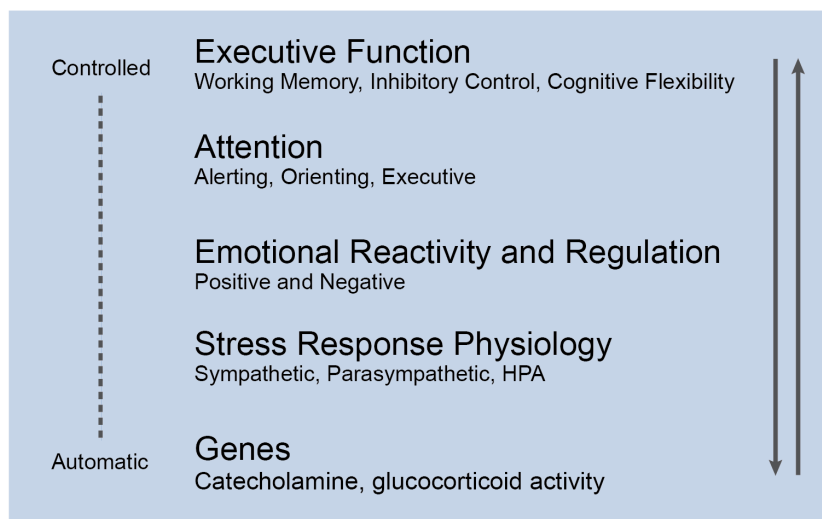 Controlled
Executive Function
Working Memory, Inhibitory Control, Cognitive Flexibility
Attention
Alerting, Orienting, Executive
Emotional Reactivity and Regulation
Positive and Negative
Stress Response Physiology
Sympathetic, Parasympathetic, HPA
Automatic
Genes
Catecholamine, glucocorticoid activity